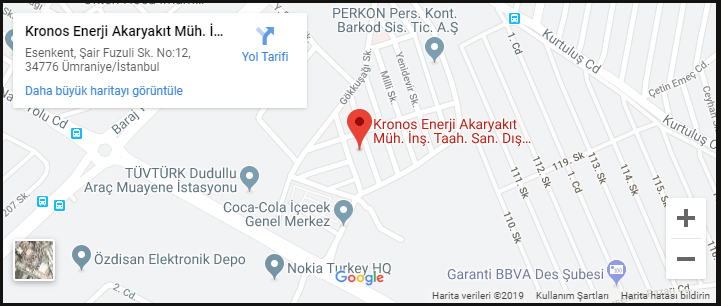 Kronos Enerji Akaryakıt Müh. İ...
Esenkent, Şair Fuzuli Sk. No:12,
34776 Ümraniye/İstanbul
Yol Tarifi
Daha büyük haritayı görüntüle
PERKON Pers. Kont.
Barkod Sis. Tic. A.Ş
1. Cd
Kurtuluş Cd
Çetin Emeç Cd.
Ceyhan
Kurtuluş Cd
Gökkuşağı Sk.
Milli Sk.
Yenidevir Sk.
Kronos Enerji Akaryakıt
Müh. İnş. Taah. San. Dış...
olu Cd
Baraj
TÜVTÜRK Dudullu
Araç Muayene İstasyonu
207 Sk
Coca-Cola İçecek
Genel Merkez
119. Sk
113. Sk
1. Cd
112. Sk
111. Sk
110. Sk
114. Sk
115. Sk
116. Sk
Özdisan Elektronik Depo
2. Cd.
Nokia Turkey HQ
Google
Garanti BBVA Des Şubesi
+
−
Harita verileri ©2019
Kullanım Şartları
Harita hatası bildirin